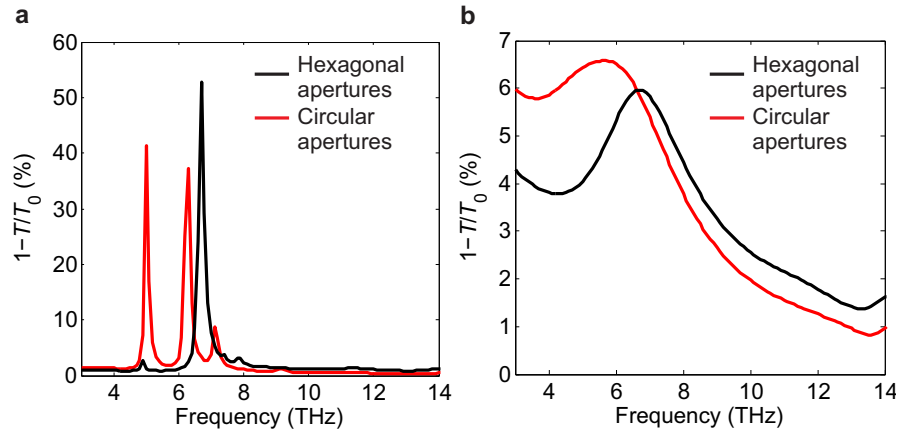 a
60
50
40
30
20
10
0
4
6
8
10
12
14
1−T/T0 (%)
Frequency (THz)
Hexagonal
apertures
Circular
apertures
b
7
6
5
4
3
2
1
0
4
6
8
10
12
14
1−T/T0 (%)
Frequency (THz)
Hexagonal
apertures
Circular
apertures